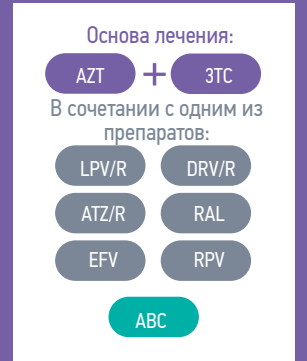 Основа лечения:
AZT + 3TC
В сочетании с одним из
препаратов:
LPV/R DRV/R
ATZ/R RAL
EFV RPV
ABC